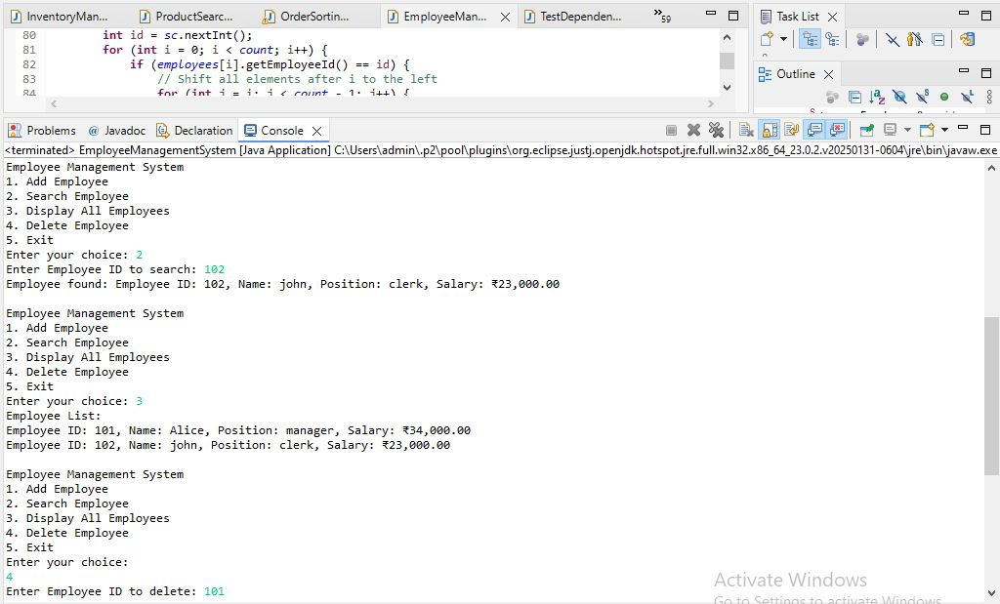 InventoryMan... ProductSearc... OrderSortin... EmployeeMan... TestDependen... »59 Task List
80 int id = sc.nextInt();
81 for (int i = 0; i < count; i++) {
82 if (employees[i].getEmployeeId() == id) {
83 // Shift all elements after i to the left
84 for (int j = i; j < count - 1; j++) {
Outline
Problems @ Javadoc Declaration Console
<terminated> EmployeeManagementSystem [Java Application] C:\Users\admin\.p2\pool\plugins\org.eclipse.justj.openjdk.hotspot.jre.full.win32.x86_64_23.0.2.v20250131-0604\jre\bin\javaw.exe
Employee Management System
1. Add Employee
2. Search Employee
3. Display All Employees
4. Delete Employee
5. Exit
Enter your choice: 2
Enter Employee ID to search: 102
Employee found: Employee ID: 102, Name: john, Position: clerk, Salary: ₹23,000.00
Employee Management System
1. Add Employee
2. Search Employee
3. Display All Employees
4. Delete Employee
5. Exit
Enter your choice: 3
Employee List:
Employee ID: 101, Name: Alice, Position: manager, Salary: ₹34,000.00
Employee ID: 102, Name: john, Position: clerk, Salary: ₹23,000.00
Employee Management System
1. Add Employee
2. Search Employee
3. Display All Employees
4. Delete Employee
5. Exit
Enter your choice:
4
Enter Employee ID to delete: 101
Activate Windows
Go to Settings to activate Windows.